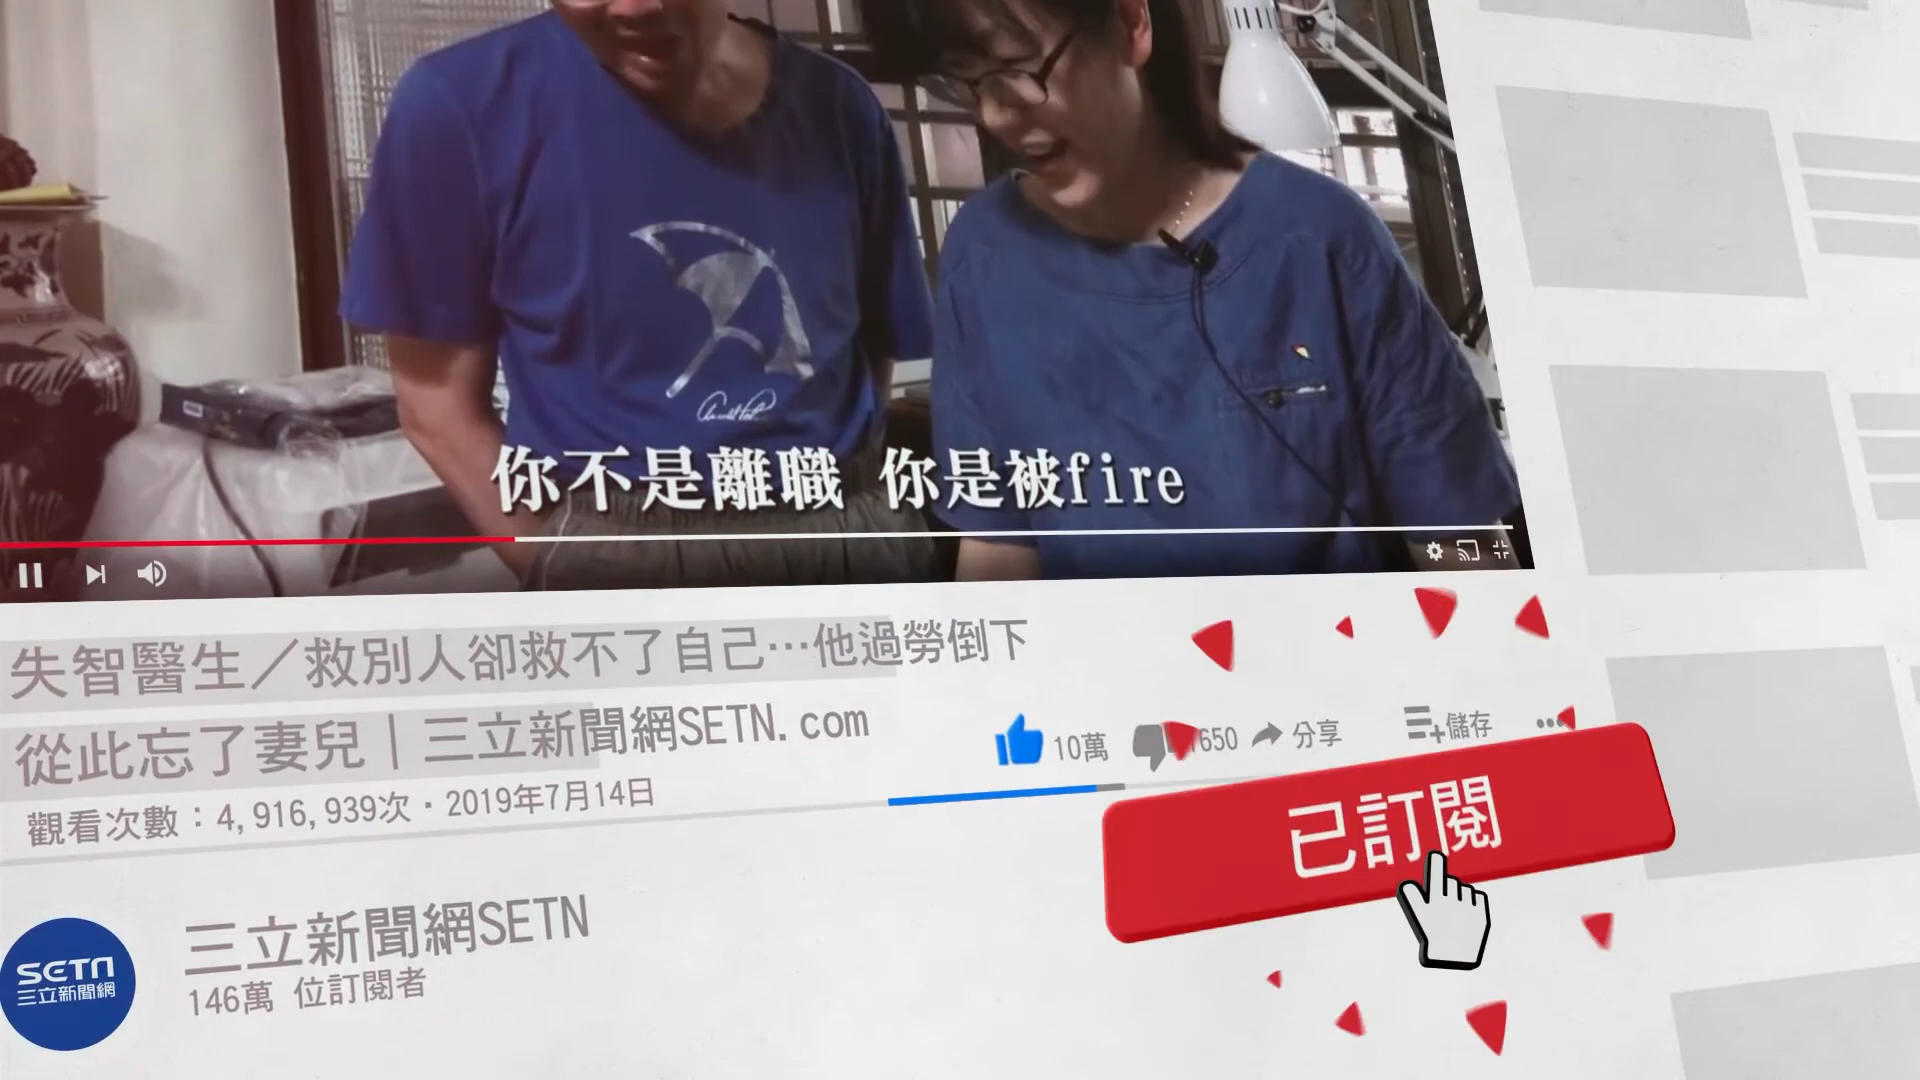 你不是離職 你是被fire
失智醫生／救別人卻救不了自己…他過勞倒下
從此忘了妻兒｜三立新聞網SETN.com
10萬
1650
分享
儲存
觀看次數：4,916,939次·2019年7月14日
已訂閱
SETN
三立新聞網
三立新聞網SETN
146萬 位訂閱者